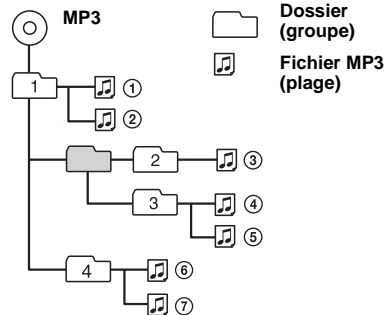 MP3
Dossier
(groupe)
Fichier MP3
(plage)
1
①
②
2
③
3
④
⑤
4
⑥
⑦